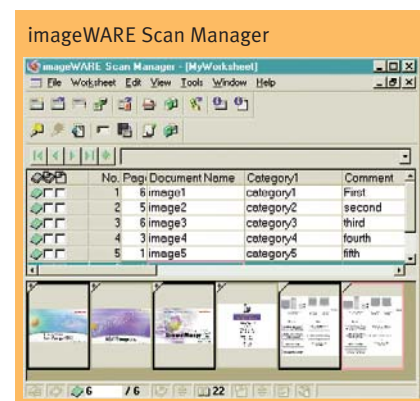 imageWARE Scan Manager
imageWARE Scan Manager - [MyWorksheet]
File Worksheet Edit View Tools Window Help
No. Page Document Name Category1 Comment
1 6 image1 category1 First
2 5 image2 category2 second
3 6 image3 category3 third
4 3 image4 category4 fourth
5 1 image5 category5 fifth
6 / 6 22